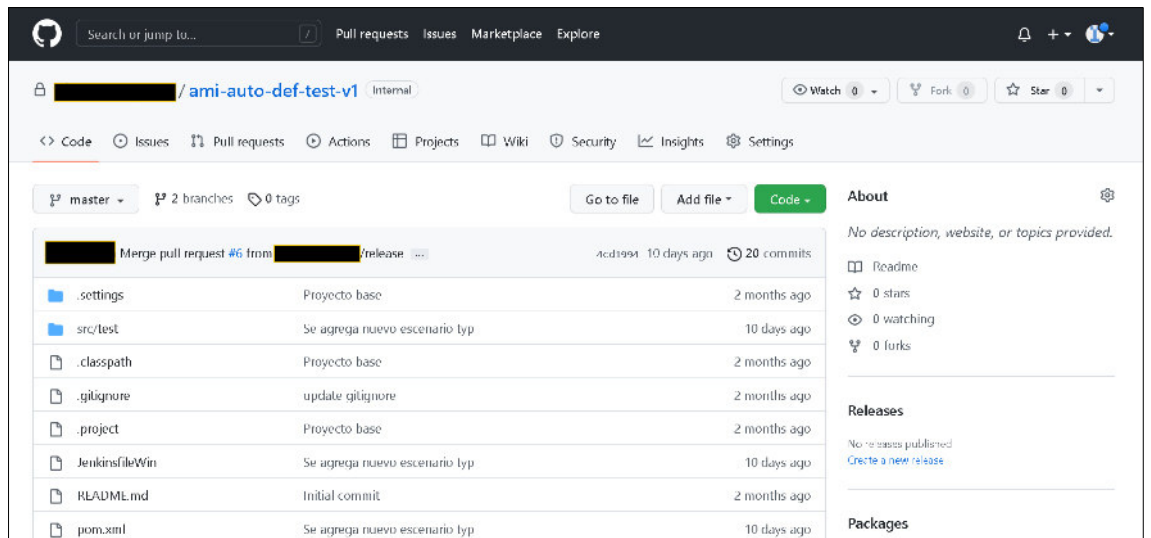 Search or jump to... / Pull requests Issues Marketplace Explore
/ ami-auto-def-test-v1 Internal
Watch 0 Fork 0 Star 0
<> Code Issues Pull requests Actions Projects Wiki Security Insights Settings
master 2 branches 0 tags Go to file Add file Code
Merge pull request #6 from /release ... 4cd1994 10 days ago 20 commits
.settings Proyecto base 2 months ago
src/test Se agrega nuevo escenario typ 10 days ago
.classpath Proyecto base 2 months ago
.gitignore update gitignore 2 months ago
.project Proyecto base 2 months ago
JenkinsfileWin Se agrega nuevo escenario typ 10 days ago
README.md Initial commit 2 months ago
pom.xml Se agrega nuevo escenario typ 10 days ago
About
No description, website, or topics provided.
Readme
0 stars
0 watching
0 forks
Releases
No releases published
Create a new release
Packages